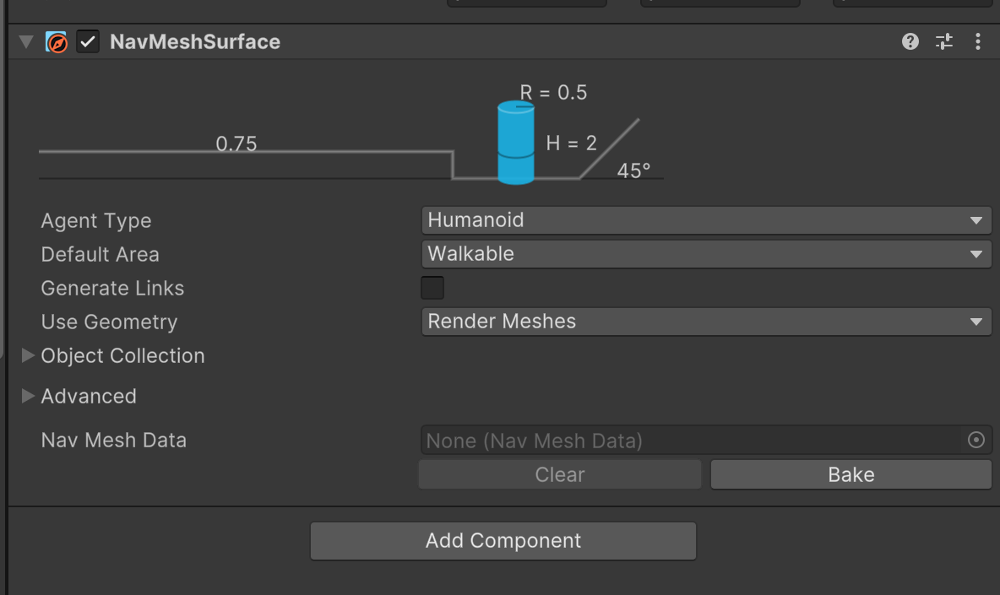 NavMeshSurface
R = 0.5
0.75
H = 2
45°
Agent Type
Humanoid
Default Area
Walkable
Generate Links
Use Geometry
Render Meshes
Object Collection
Advanced
Nav Mesh Data
None (Nav Mesh Data)
Clear
Bake
Add Component